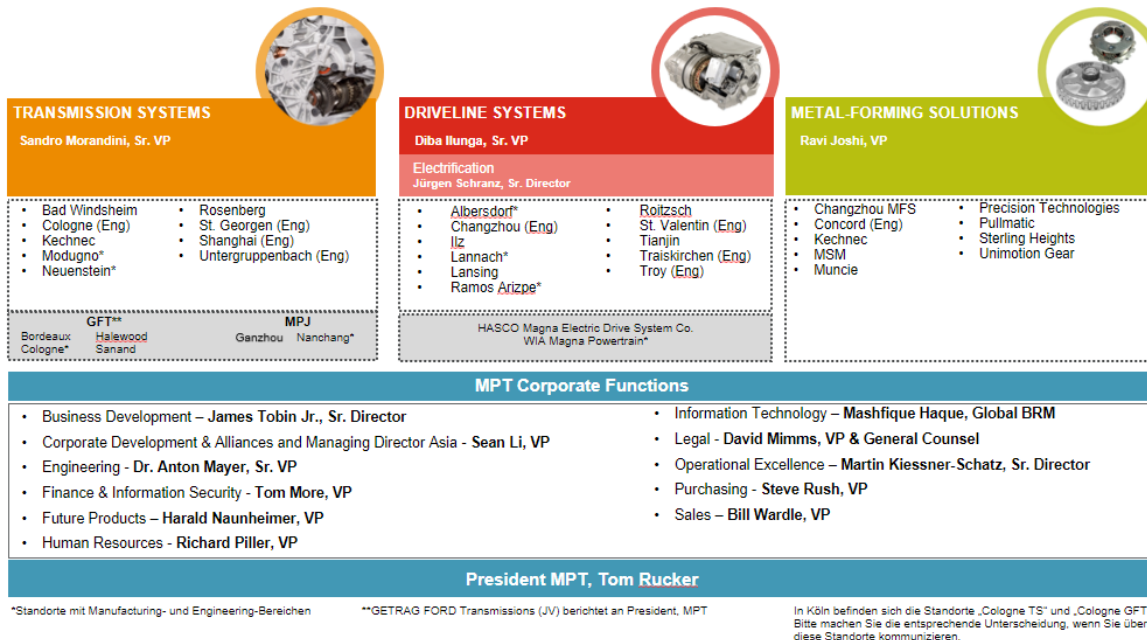 TRANSMISSION SYSTEMS
Sandro Morandini, Sr. VP
• Bad Windsheim
• Cologne (Eng)
• Kechnec
• Modugno*
• Neuenstein*
• Rosenberg
• St. Georgen (Eng)
• Shanghai (Eng)
• Untergruppenbach (Eng)
GFT**
Bordeaux Halewood
Cologne* Sanand
MPJ
Ganzhou Nanchang*
DRIVELINE SYSTEMS
Diba Ilunga, Sr. VP
Electrification
Jürgen Schranz, Sr. Director
• Albersdorf*
• Changzhou (Eng)
• Ilz
• Lannach*
• Lansing
• Ramos Arizpe*
• Roitzsch
• St. Valentin (Eng)
• Tianjin
• Traiskirchen (Eng)
• Troy (Eng)
HASCO Magna Electric Drive System Co.
WIA Magna Powertrain*
METAL-FORMING SOLUTIONS
Ravi Joshi, VP
• Changzhou MFS
• Concord (Eng)
• Kechnec
• MSM
• Muncie
• Precision Technologies
• Pullmatic
• Sterling Heights
• Unimotion Gear
MPT Corporate Functions
• Business Development – James Tobin Jr., Sr. Director
• Corporate Development & Alliances and Managing Director Asia - Sean Li, VP
• Engineering - Dr. Anton Mayer, Sr. VP
• Finance & Information Security - Tom More, VP
• Future Products – Harald Naunheimer, VP
• Human Resources - Richard Piller, VP
• Information Technology – Mashfique Haque, Global BRM
• Legal - David Mimms, VP & General Counsel
• Operational Excellence – Martin Kiessner-Schatz, Sr. Director
• Purchasing - Steve Rush, VP
• Sales – Bill Wardle, VP
President MPT, Tom Rucker
*Standorte mit Manufacturing- und Engineering-Bereichen
**GETRAG FORD Transmissions (JV) berichtet an President, MPT
In Köln befinden sich die Standorte „Cologne TS“ und „Cologne GFT
Bitte machen Sie die entsprechende Unterscheidung, wenn Sie über
diese Standorte kommunizieren.